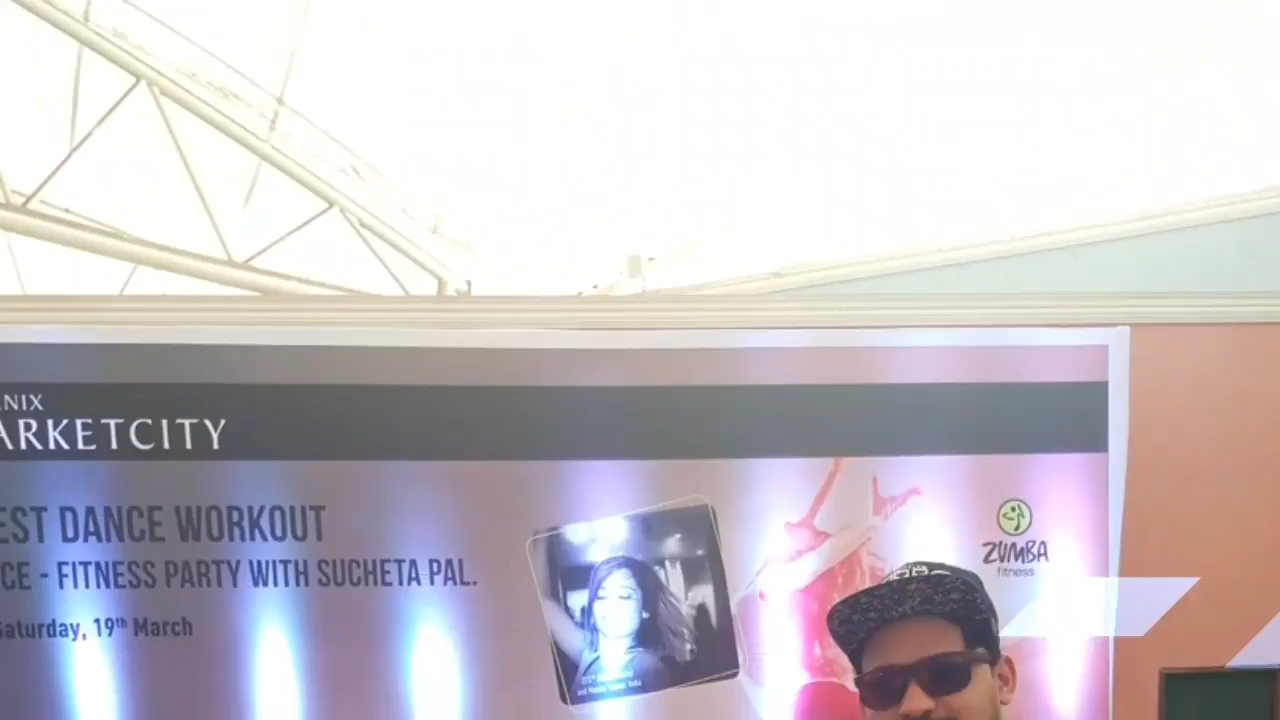 NIX
ARKETCITY
EST DANCE WORKOUT
CE - FITNESS PARTY WITH SUCHETA PAL.
Saturday, 19th March
ZUMBA
fitness